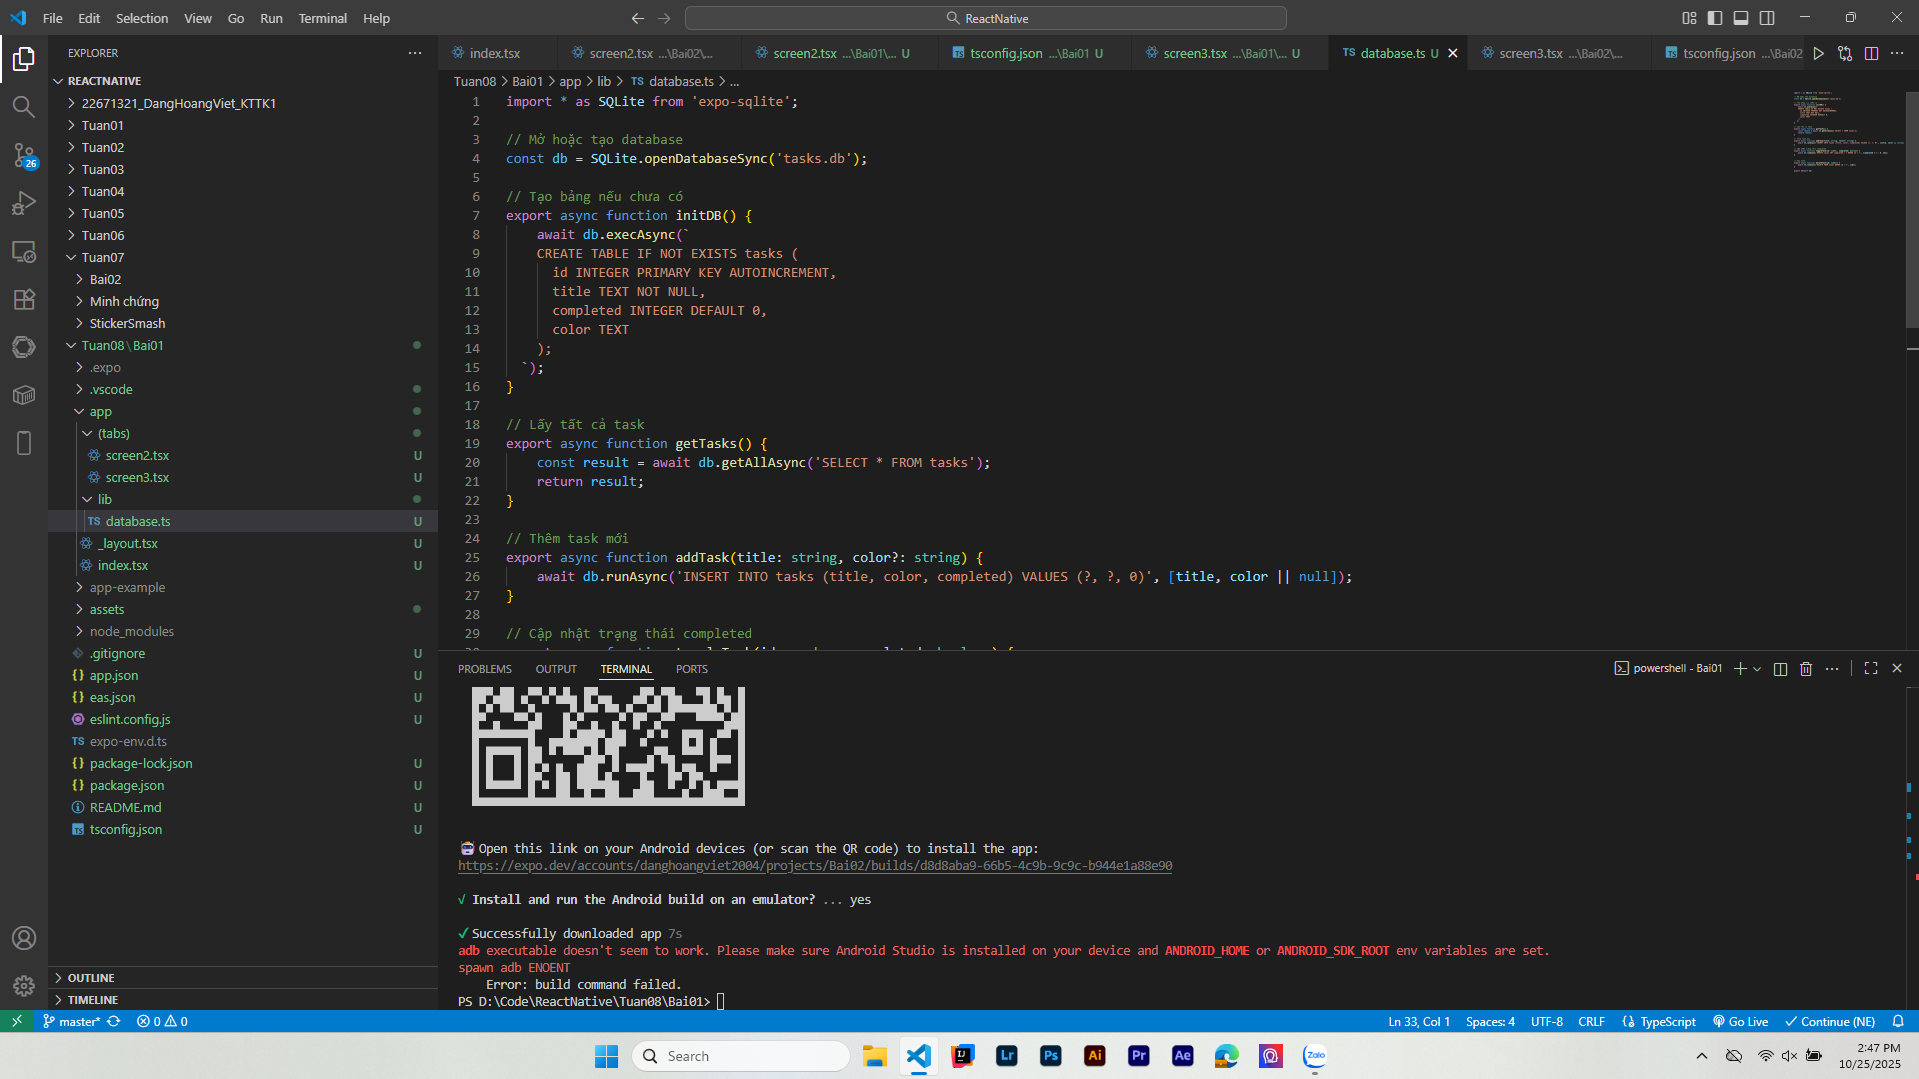 File Edit Selection View Go Run Terminal Help
ReactNative
EXPLORER
REACTNATIVE
22671321_DangHoangViet_KTTK1
Tuan01
Tuan02
Tuan03
Tuan04
Tuan05
Tuan06
Tuan07
Bai02
Minh chứng
StickerSmash
Tuan08\Bai01
.expo
.vscode
app
(tabs)
screen2.tsx U
screen3.tsx U
lib
TS database.ts U
_layout.tsx U
index.tsx U
app-example
assets
node_modules
.gitignore U
{} app.json U
{} eas.json U
eslint.config.js U
TS expo-env.d.ts
{} package-lock.json U
{} package.json U
README.md U
tsconfig.json U
OUTLINE
TIMELINE
26
index.tsx
screen2.tsx ...\Bai02\...
screen2.tsx ...\Bai01\... U
tsconfig.json ...\Bai01 U
screen3.tsx ...\Bai01\... U
TS database.ts U
screen3.tsx ...\Bai02\...
tsconfig.json ...\Bai02
Tuan08 > Bai01 > app > lib > TS database.ts > ...
1 import * as SQLite from 'expo-sqlite';
2
3 // Mở hoặc tạo database
4 const db = SQLite.openDatabaseSync('tasks.db');
5
6 // Tạo bảng nếu chưa có
7 export async function initDB() {
8 await db.execAsync(`
9 CREATE TABLE IF NOT EXISTS tasks (
10 id INTEGER PRIMARY KEY AUTOINCREMENT,
11 title TEXT NOT NULL,
12 completed INTEGER DEFAULT 0,
13 color TEXT
14 );
15 `);
16 }
17
18 // Lấy tất cả task
19 export async function getTasks() {
20 const result = await db.getAllAsync('SELECT * FROM tasks');
21 return result;
22 }
23
24 // Thêm task mới
25 export async function addTask(title: string, color?: string) {
26 await db.runAsync('INSERT INTO tasks (title, color, completed) VALUES (?, ?, 0)', [title, color || null]);
27 }
28
29 // Cập nhật trạng thái completed
PROBLEMS OUTPUT TERMINAL PORTS
powershell - Bai01
Open this link on your Android devices (or scan the QR code) to install the app:
https://expo.dev/accounts/danghoangviet2004/projects/Bai02/builds/d8d8aba9-66b5-4c9b-9c9c-b944e1a88e90
√ Install and run the Android build on an emulator? ... yes
✓ Successfully downloaded app 7s
adb executable doesn't seem to work. Please make sure Android Studio is installed on your device and ANDROID_HOME or ANDROID_SDK_ROOT env variables are set.
spawn adb ENOENT
Error: build command failed.
PS D:\Code\ReactNative\Tuan08\Bai01>
master* 0 0
Ln 33, Col 1 Spaces: 4 UTF-8 CRLF {} TypeScript Go Live Continue (NE)
Search
Lr Ps Ai Pr Ae Zalo
2:47 PM
10/25/2025